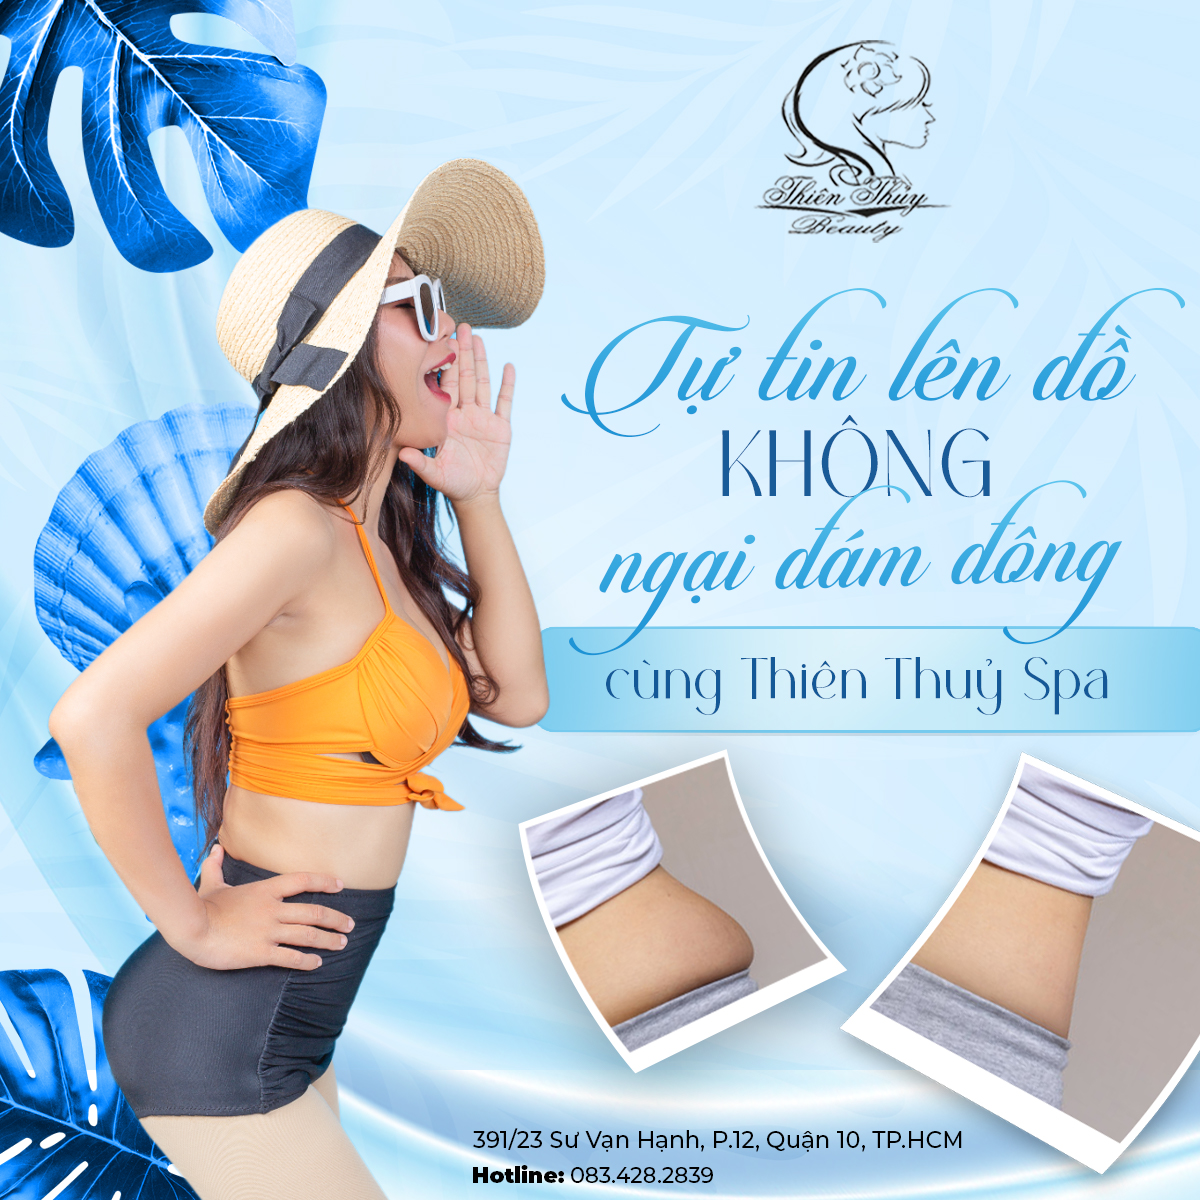 Thiên Thủy
Beauty
Tự tin lên đồ
KHÔNG
ngại đám đông
cùng Thiên Thuỷ Spa
391/23 Sư Vạn Hạnh, P.12, Quận 10, TP.HCM
Hotline: 083.428.2839